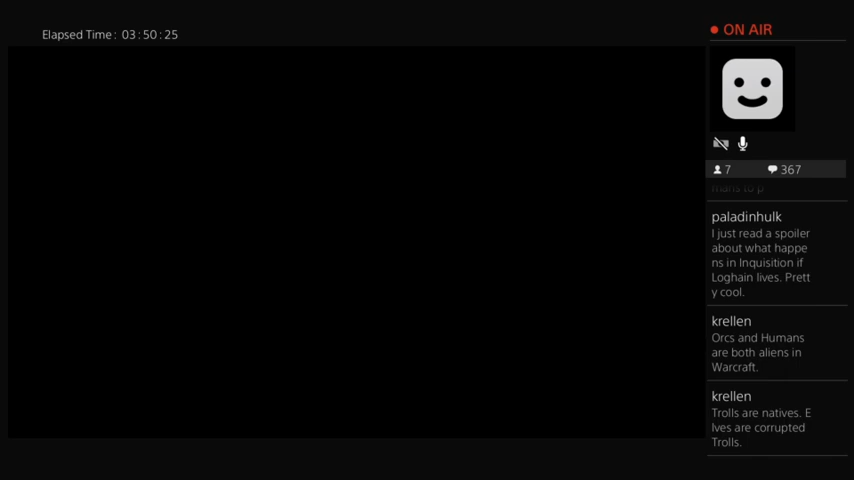 Elapsed Time: 03:50:25
ON AIR
7 367
mans to p
paladinhulk
I just read a spoiler
about what happe
ns in Inquisition if
Loghain lives. Prett
y cool.
krellen
Orcs and Humans
are both aliens in
Warcraft.
krellen
Trolls are natives. E
lves are corrupted
Trolls.